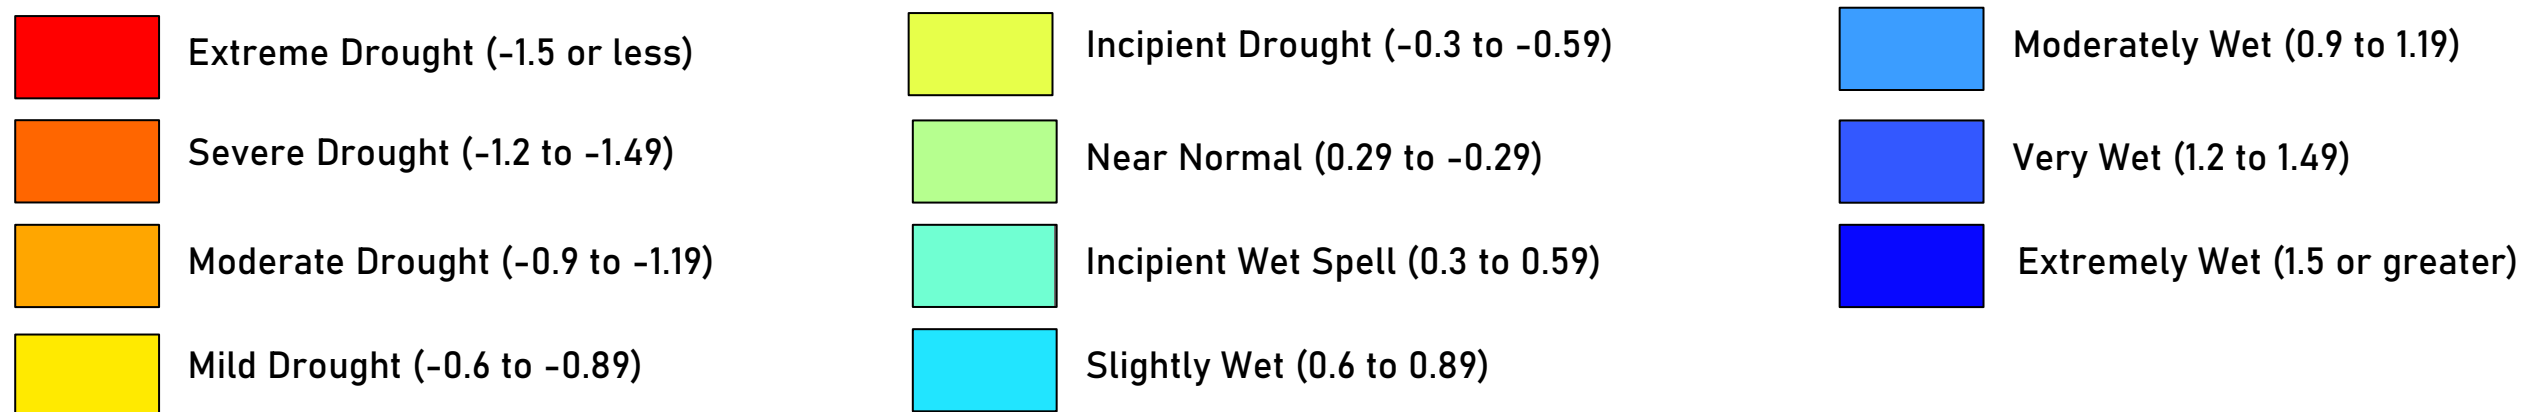 Extreme Drought (-1.5 or less)
Severe Drought (-1.2 to -1.49)
Moderate Drought (-0.9 to -1.19)
Mild Drought (-0.6 to -0.89)
Incipient Drought (-0.3 to -0.59)
Near Normal (0.29 to -0.29)
Incipient Wet Spell (0.3 to 0.59)
Slightly Wet (0.6 to 0.89)
Moderately Wet (0.9 to 1.19)
Very Wet (1.2 to 1.49)
Extremely Wet (1.5 or greater)